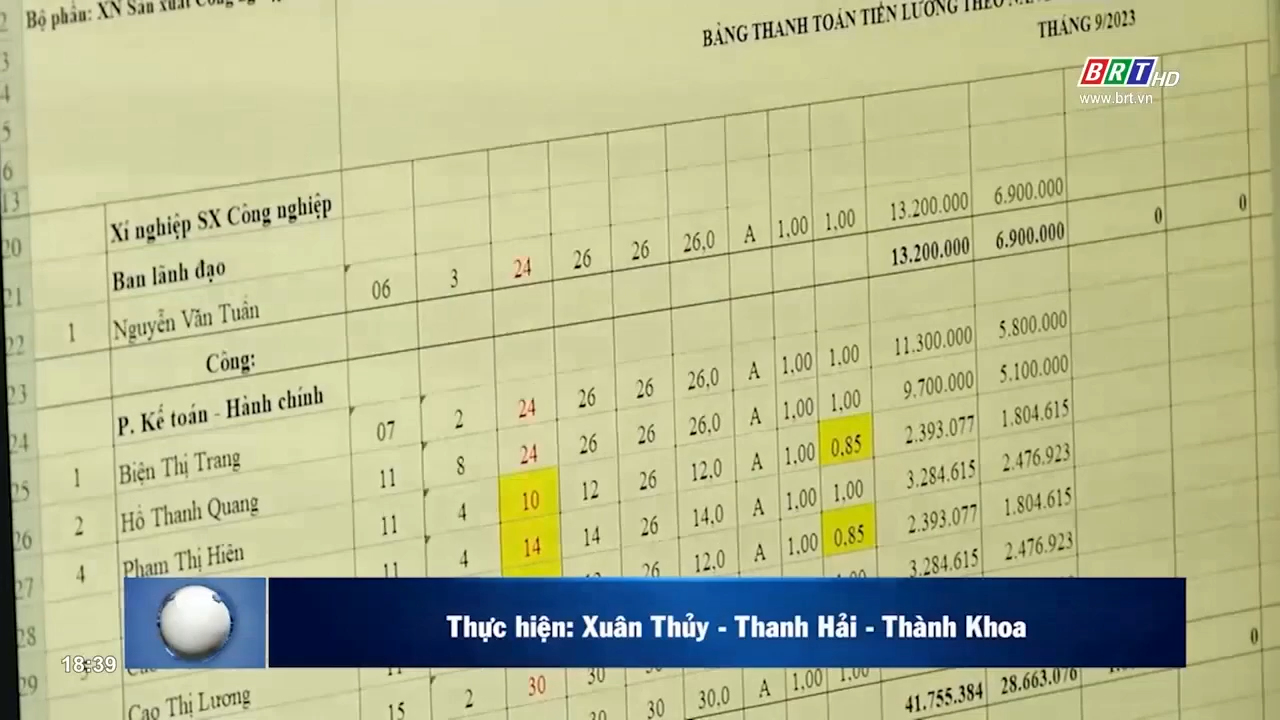 2 Bộ phận: XN Sản xuất Công
BẢNG THANH TOÁN TIỀN LƯƠNG THEO
THÁNG 9/2023
BRT HD
www.brt.vn
3
4
5
6
13
20 Xí nghiệp SX Công nghiệp
21 Ban lãnh đạo
22 1 Nguyễn Văn Tuấn 06 3 24 26 26 26,0 A 1,00 1,00 13.200.000 6.900.000
23 Cộng: 13.200.000 6.900.000 0 0
24 P. Kế toán - Hành chính
25 1 Biện Thị Trang 07 2 24 26 26 26,0 A 1,00 1,00 11.300.000 5.800.000
26 2 Hồ Thanh Quang 11 8 24 26 26 26,0 A 1,00 1,00 9.700.000 5.100.000
27 4 Phạm Thị Hiên 11 4 10 12 26 12,0 A 1,00 0,85 2.393.077 1.804.615
28 11 4 14 14 26 14,0 A 1,00 1,00 3.284.615 2.476.923
26 12,0 A 1,00 0,85 2.393.077 1.804.615
3.284.615 2.476.923
29 Cao Thị Lương 15 2 30 30 30 30,0 A 1,00 1,00
41.755.384 28.663.076 0
Thực hiện: Xuân Thủy - Thanh Hải - Thành Khoa
18:39